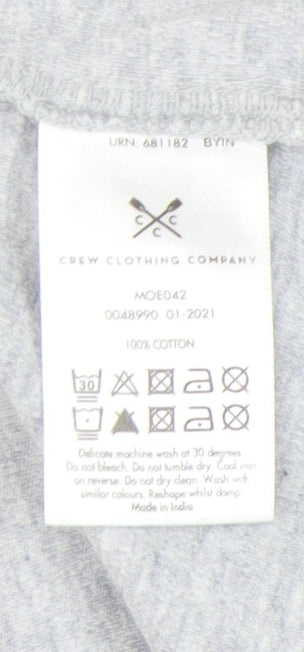 URN: 681182 BYIN
C C C
CREW CLOTHING COMPANY
MOE042
0048990 01-2021
100% COTTON
30
Delicate machine wash at 30 degrees
Do not bleach. Do not tumble dry. Cool iron
on reverse. Do not dry clean. Wash with
similar colours. Reshape whilst damp.
Made in India